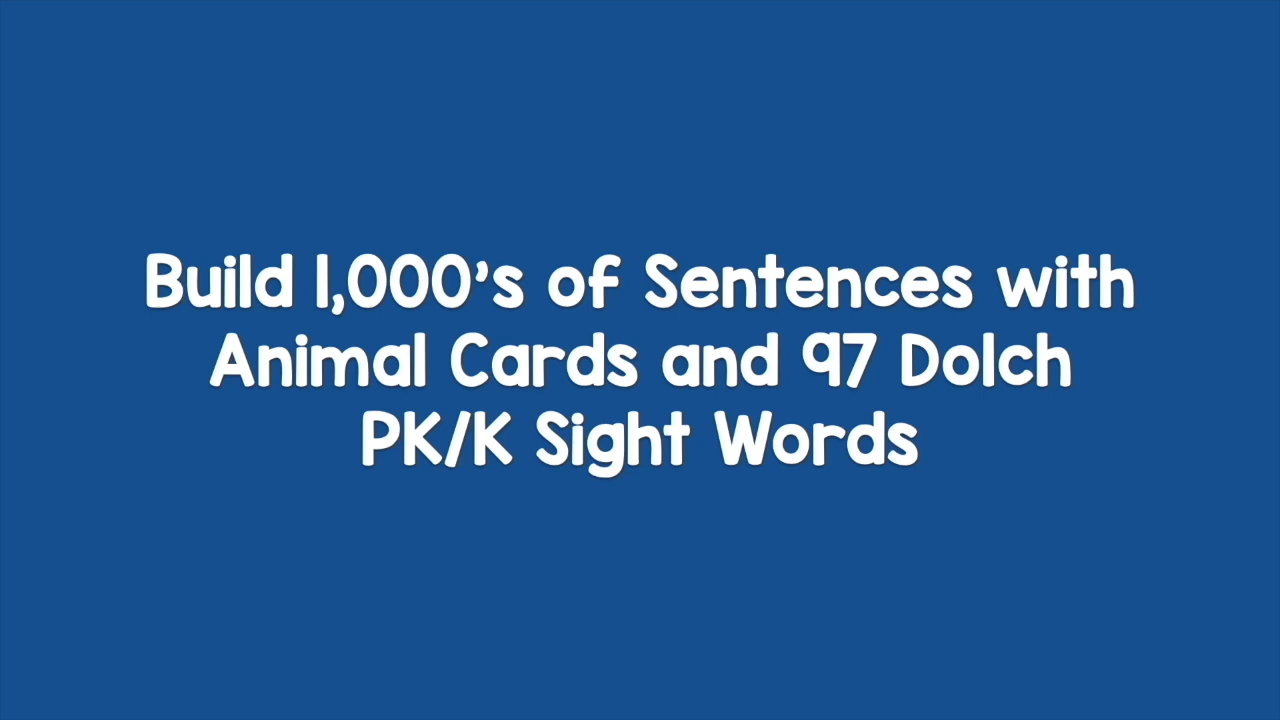 Build 1,000's of Sentences with
Animal Cards and 97 Dolch
PK/K Sight Words